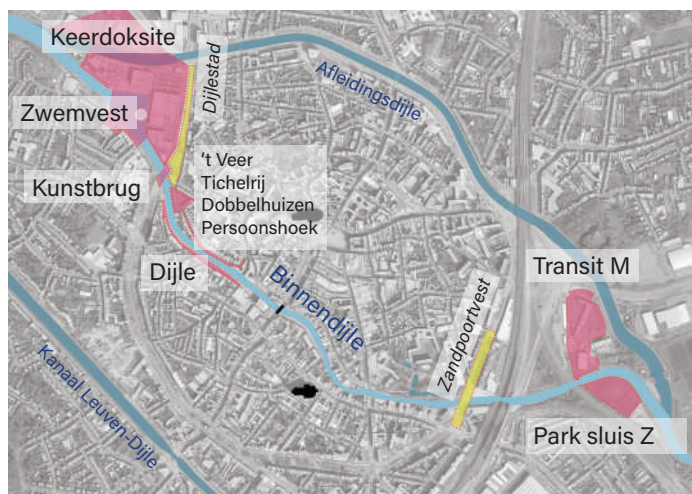 Keerdoksite
Dijlestad
Afleidingsdijle
Zwemvest
't Veer
Tichelrij
Dobbelhuizen
Persoonshoek
Kunstbrug
Dijle
Binnendijle
Transit M
Zandpoortvest
Kanaal Leuven-Dijle
Park sluis Z